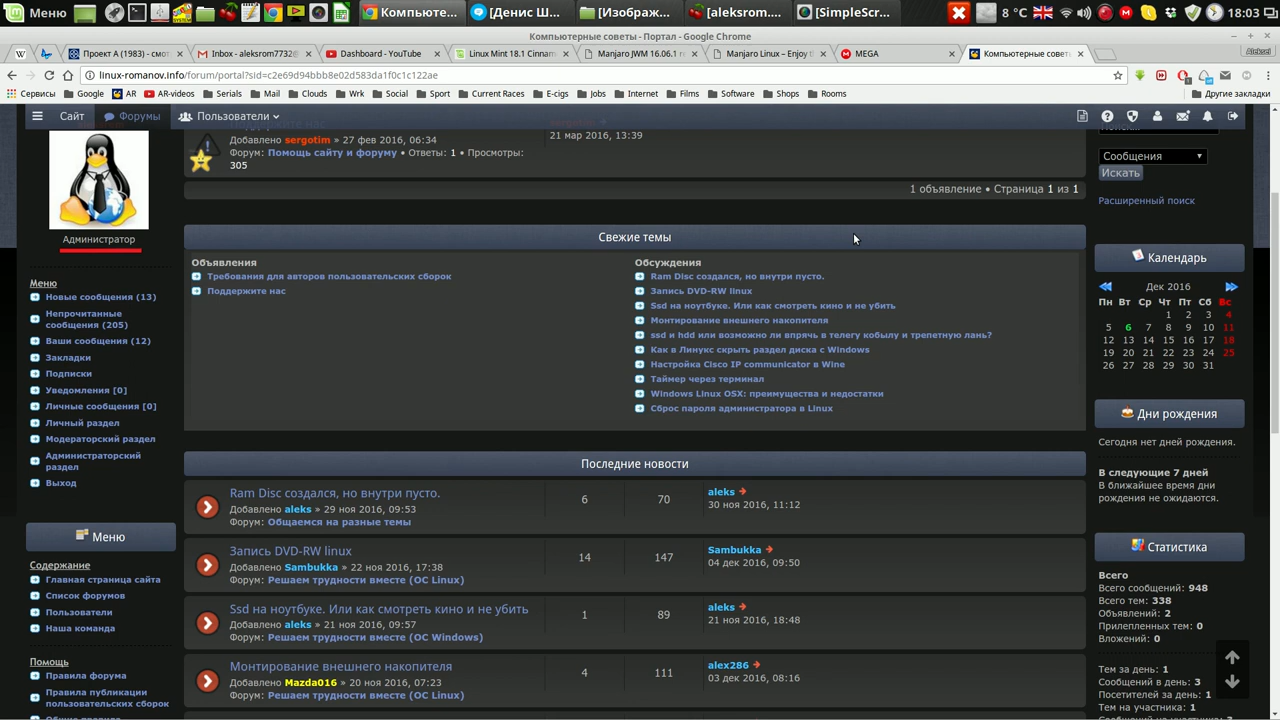 Меню
Компьюте...
[Денис Ш...
[Изображ...
[aleksrom....
[SimpleScr...
8 °C
18:03
Компьютерные советы - Портал - Google Chrome
Проект А (1983) - смот
Inbox - aleksrom7732@
Dashboard - YouTube
Linux Mint 18.1 Cinnam
Manjaro JWM 16.06.1 г
Manjaro Linux – Enjoy t
MEGA
Компьютерные советы
Aleksei
linux-romanov.info/forum/portal?sid=c2e69d94bbb8e02d583da1f0c1c122ae
Сервисы
Google
AR
AR-videos
Serials
Mail
Clouds
Wrk
Social
Sport
Current Races
E-cigs
Jobs
Internet
Films
Software
Shops
Rooms
Другие закладки
Сайт
Форумы
Пользователи
Администратор
Меню
Новые сообщения (13)
Непрочитанные
сообщения (205)
Ваши сообщения (12)
Закладки
Подписки
Уведомления [0]
Личные сообщения [0]
Личный раздел
Модераторский раздел
Администраторский
раздел
Выход
Меню
Содержание
Главная страница сайта
Список форумов
Пользователи
Наша команда
Помощь
Правила форума
Правила публикации
пользовательских сборок
Добавлено sergotim » 27 фев 2016, 06:34
Форум: Помощь сайту и форуму • Ответы: 1 • Просмотры:
305
21 мар 2016, 13:39
1 объявление • Страница 1 из 1
Свежие темы
Объявления
Требования для авторов пользовательских сборок
Поддержите нас
Обсуждения
Ram Disc создался, но внутри пусто.
Запись DVD-RW linux
Ssd на ноутбуке. Или как смотреть кино и не убить
Монтирование внешнего накопителя
ssd и hdd или возможно ли впрячь в телегу кобылу и трепетную лань?
Как в Линукс скрыть раздел диска с Windows
Настройка Cisco IP communicator в Wine
Таймер через терминал
Windows Linux OSX: преимущества и недостатки
Сброс пароля администратора в Linux
Последние новости
Ram Disc создался, но внутри пусто.
Добавлено aleks » 29 ноя 2016, 09:53
Форум: Общаемся на разные темы
6
70
aleks
30 ноя 2016, 11:12
Запись DVD-RW linux
Добавлено Sambukka » 22 ноя 2016, 17:38
Форум: Решаем трудности вместе (ОС Linux)
14
147
Sambukka
04 дек 2016, 09:50
Ssd на ноутбуке. Или как смотреть кино и не убить
Добавлено aleks » 21 ноя 2016, 09:57
Форум: Решаем трудности вместе (ОС Windows)
1
89
aleks
21 ноя 2016, 18:48
Монтирование внешнего накопителя
Добавлено Mazda016 » 20 ноя 2016, 07:23
Форум: Решаем трудности вместе (ОС Linux)
4
111
alex286
03 дек 2016, 08:16
Сообщения
Искать
Расширенный поиск
Календарь
Дек 2016
Пн Вт Ср Чт Пт Сб Вс
1 2 3 4
5 6 7 8 9 10 11
12 13 14 15 16 17 18
19 20 21 22 23 24 25
26 27 28 29 30 31
Дни рождения
Сегодня нет дней рождения.
В следующие 7 дней
В ближайшее время дни
рождения не ожидаются.
Статистика
Всего
Всего сообщений: 948
Всего тем: 338
Объявлений: 2
Прилепленных тем: 0
Вложений: 0
Тем за день: 1
Сообщений в день: 3
Посетителей за день: 1
Тем на участника: 1